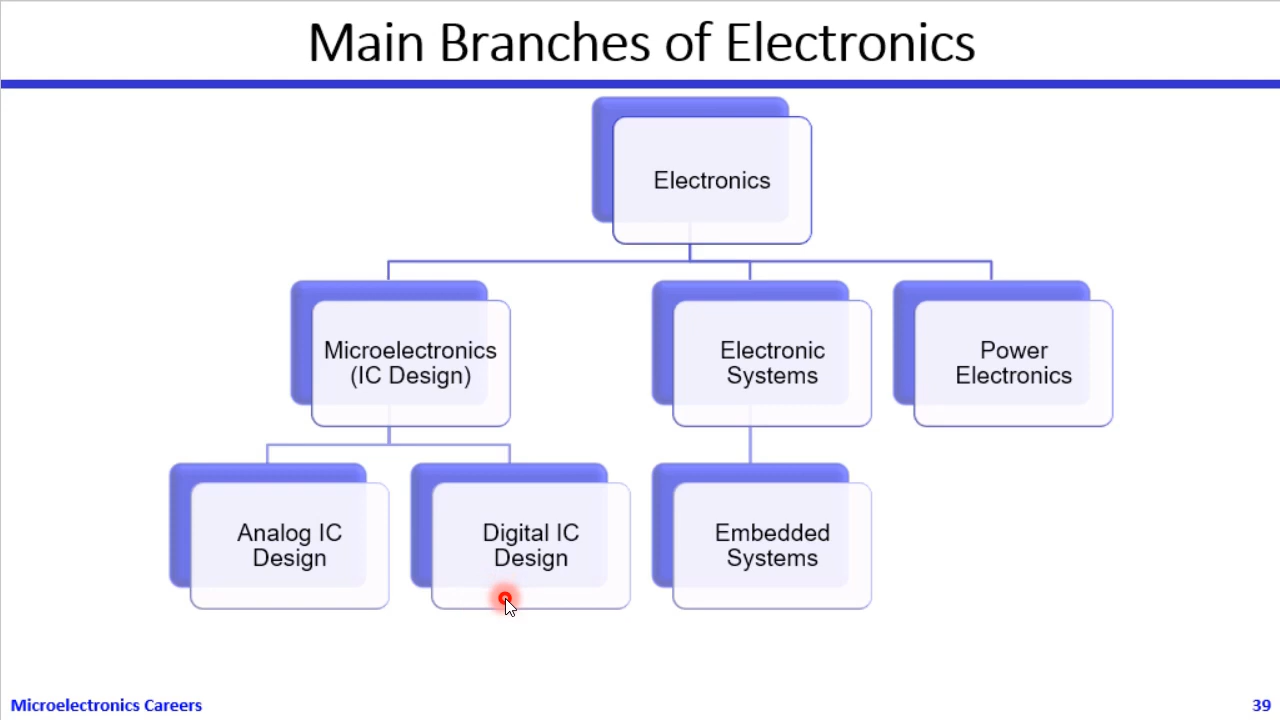 Main Branches of Electronics
Electronics
Microelectronics
(IC Design)
Electronic
Systems
Power
Electronics
Analog IC
Design
Digital IC
Design
Embedded
Systems
Microelectronics Careers
39